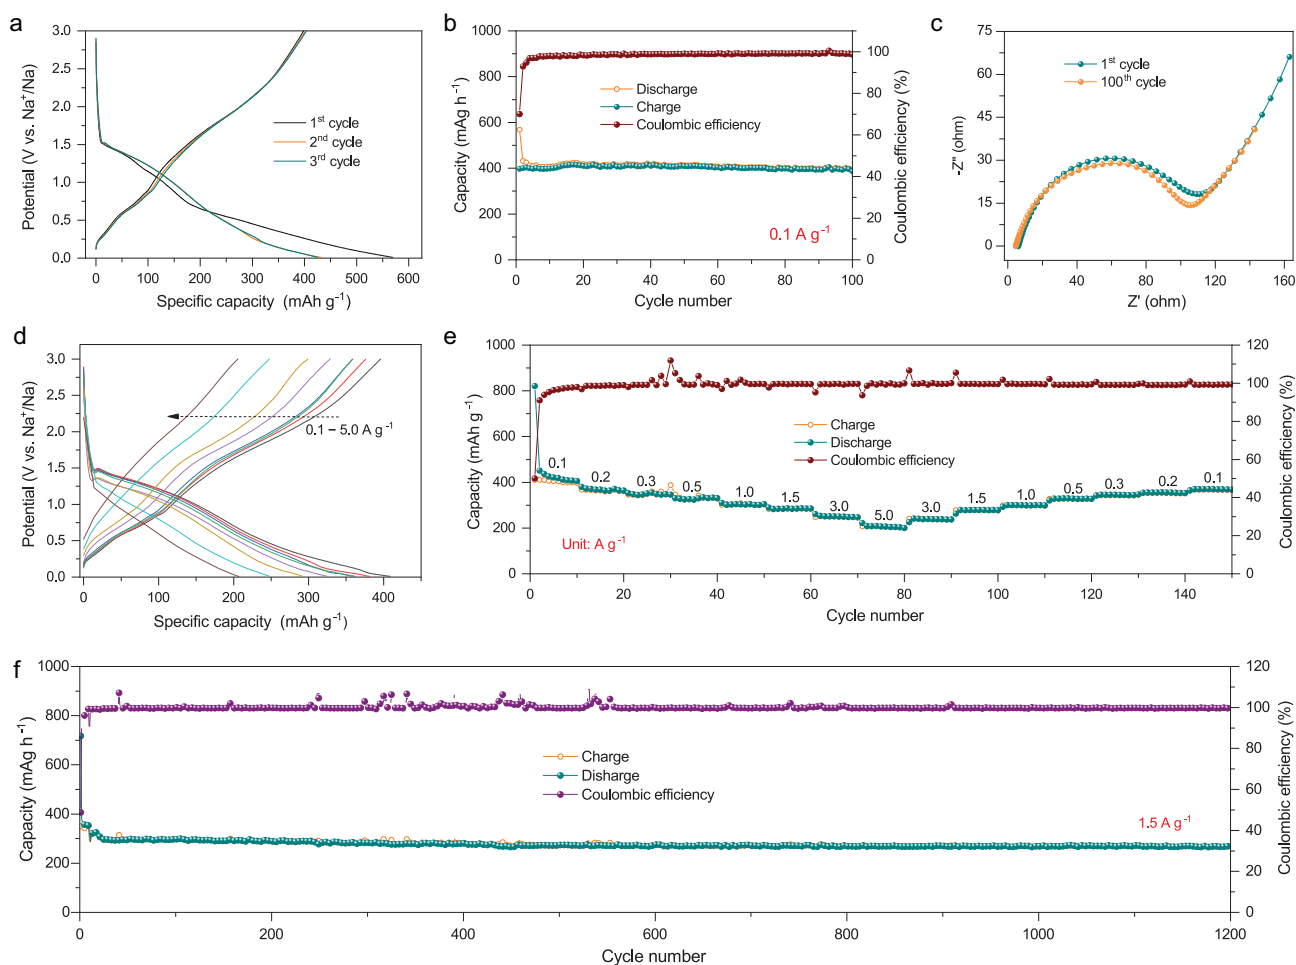 a
3.0
2.5
2.0
1.5
1.0
0.5
0.0
Potential (V vs. Na⁺/Na)
1ˢᵗ cycle
2ⁿᵈ cycle
3ʳᵈ cycle
0 100 200 300 400 500 600
Specific capacity (mAh g⁻¹)
b
1000
800
600
400
200
0
Capacity (mAg h⁻¹)
Discharge
Charge
Coulombic efficiency
0.1 A g⁻¹
100
80
60
40
20
0
Coulombic efficiency (%)
0 20 40 60 80 100
Cycle number
c
75
60
45
30
15
0
-Z'' (ohm)
1ˢᵗ cycle
100ᵗʰ cycle
0 40 80 120 160
Z' (ohm)
d
3.0
2.5
2.0
1.5
1.0
0.5
0.0
Potential (V vs. Na⁺/Na)
0.1 – 5.0 A g⁻¹
0 100 200 300 400
Specific capacity (mAh g⁻¹)
e
1000
800
600
400
200
0
Capacity (mAg h⁻¹)
Charge
Discharge
Coulombic efficiency
0.1 0.2 0.3 0.5 1.0 1.5 3.0 5.0 3.0 1.5 1.0 0.5 0.3 0.2 0.1
Unit: A g⁻¹
120
100
80
60
40
20
0
Coulombic efficiency (%)
0 20 40 60 80 100 120 140
Cycle number
f
1000
800
600
400
200
0
Capacity (mAg h⁻¹)
Charge
Disharge
Coulombic efficiency
1.5 A g⁻¹
120
100
80
60
40
20
0
Coulombic efficiency (%)
0 200 400 600 800 1000 1200
Cycle number